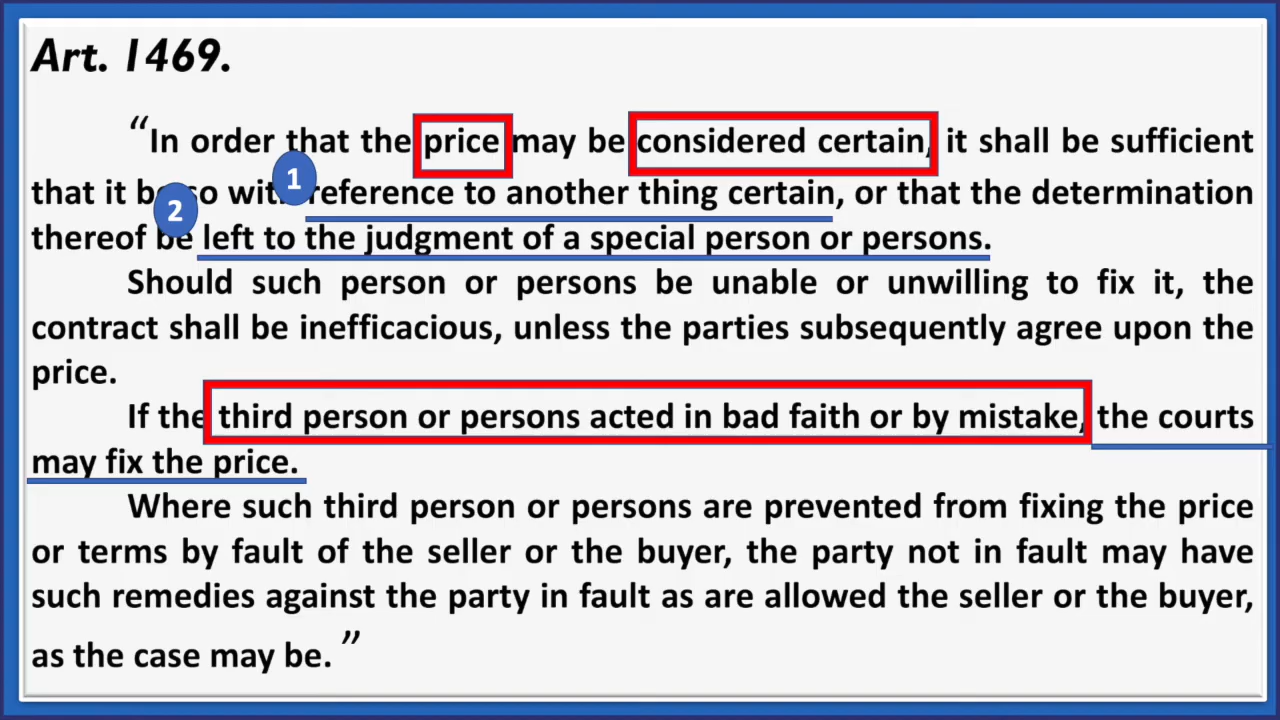 Art. 1469.
“In order that the price may be considered certain, it shall be sufficient
1
that it be so with reference to another thing certain, or that the determination
2
thereof be left to the judgment of a special person or persons.
Should such person or persons be unable or unwilling to fix it, the
contract shall be inefficacious, unless the parties subsequently agree upon the
price.
If the third person or persons acted in bad faith or by mistake, the courts
may fix the price.
Where such third person or persons are prevented from fixing the price
or terms by fault of the seller or the buyer, the party not in fault may have
such remedies against the party in fault as are allowed the seller or the buyer,
as the case may be.”